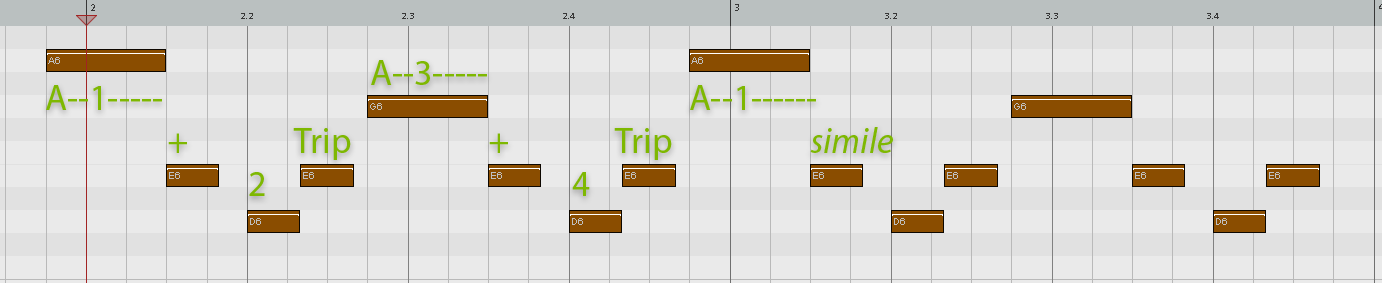 2 2.2 2.3 2.4 3 3.2 3.3 3.4 4
A6 A6
A--3-----
A--1----- G6 A--1------ G6
+ Trip + Trip simile
E6 E6 E6 E6 E6 E6 E6 E6
2 4
D6 D6 D6 D6